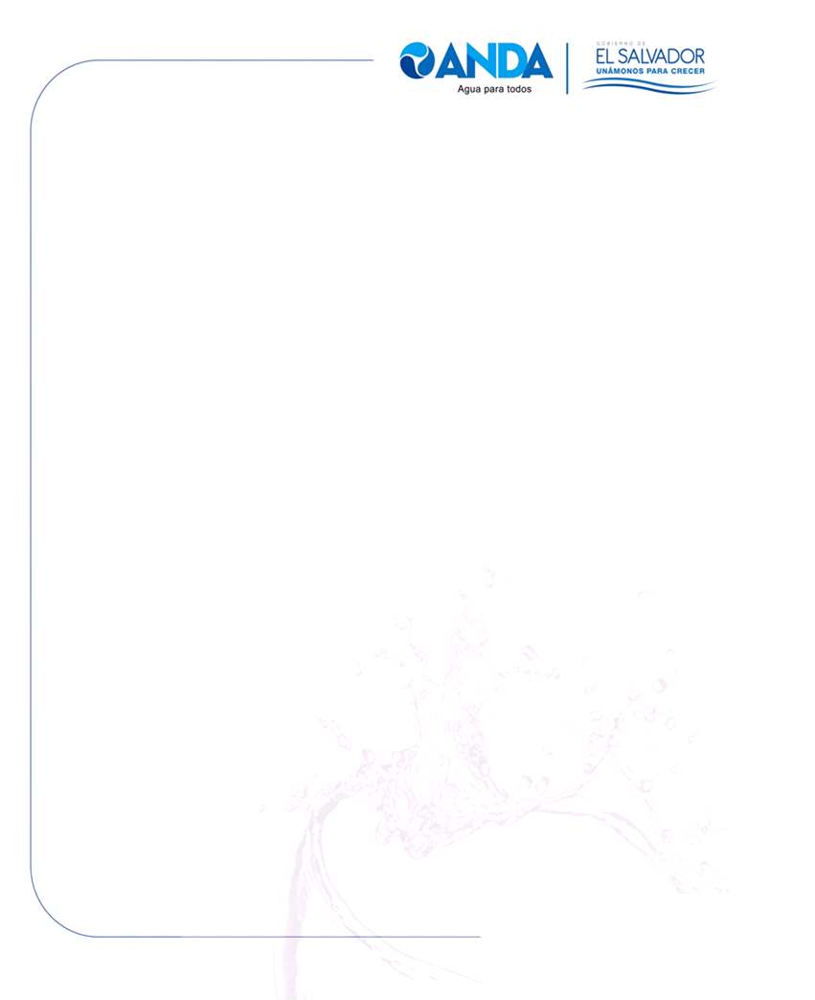 ANDA
Agua para todos
GOBIERNO DE
EL SALVADOR
UNÁMONOS PARA CRECER